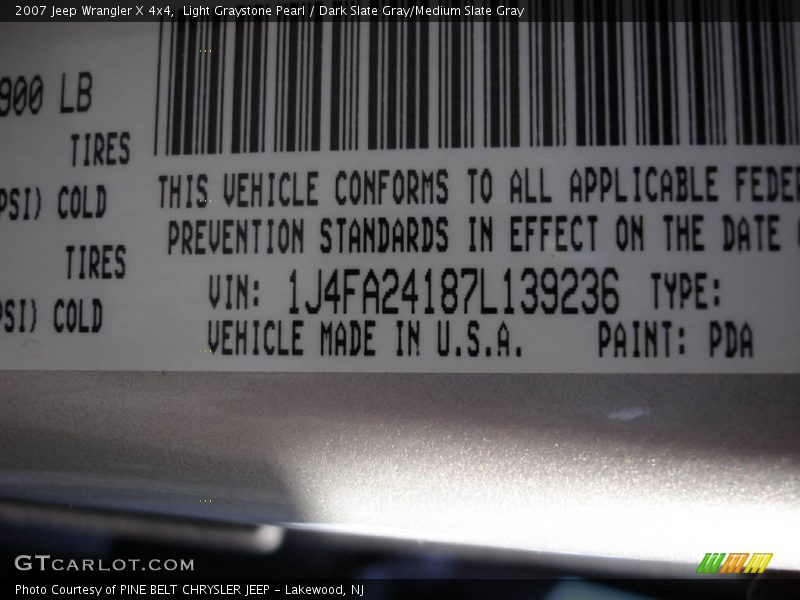 2007 Jeep Wrangler X 4x4, Light Graystone Pearl / Dark Slate Gray/Medium Slate Gray
900 LB
TIRES
PSI) COLD
TIRES
PSI) COLD
THIS VEHICLE CONFORMS TO ALL APPLICABLE FEDE
PREVENTION STANDARDS IN EFFECT ON THE DATE
VIN: 1J4FA24187L139236 TYPE:
VEHICLE MADE IN U.S.A. PAINT: PDA
GTCARLOT.COM
Photo Courtesy of PINE BELT CHRYSLER JEEP - Lakewood, NJ